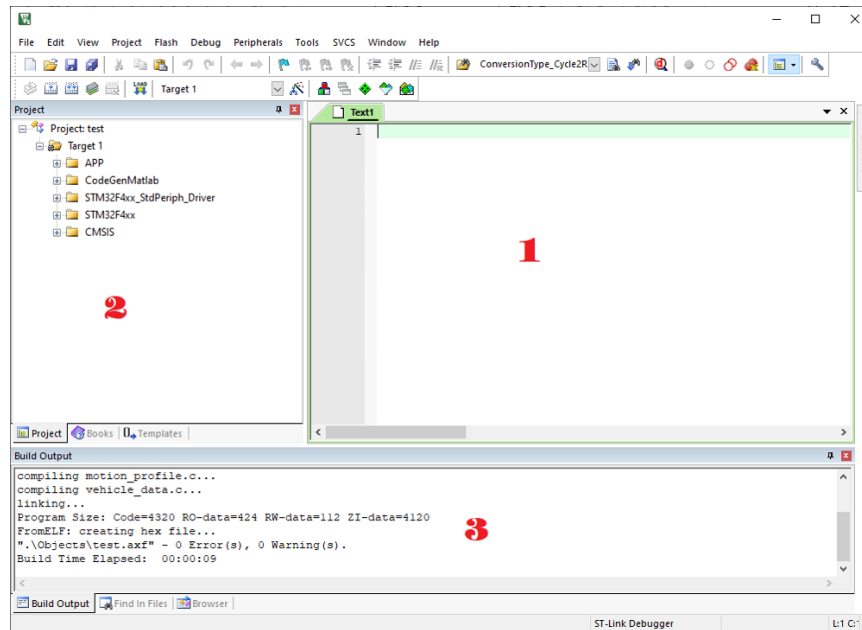 File Edit View Project Flash Debug Peripherals Tools SVCS Window Help
ConversionType_Cycle2R
LOAD Target 1
Project
Text1
Project: test
1
Target 1
APP
CodeGenMatlab
STM32F4xx_StdPeriph_Driver
STM32F4xx
CMSIS
1
2
Project Books Templates
Build Output
compiling motion_profile.c...
compiling vehicle_data.c...
linking...
Program Size: Code=4320 RO-data=424 RW-data=112 ZI-data=4120
FromELF: creating hex file...
".\Objects\test.axf" - 0 Error(s), 0 Warning(s).
Build Time Elapsed: 00:00:09
3
Build Output Find In Files Browser
ST-Link Debugger L:1 C: